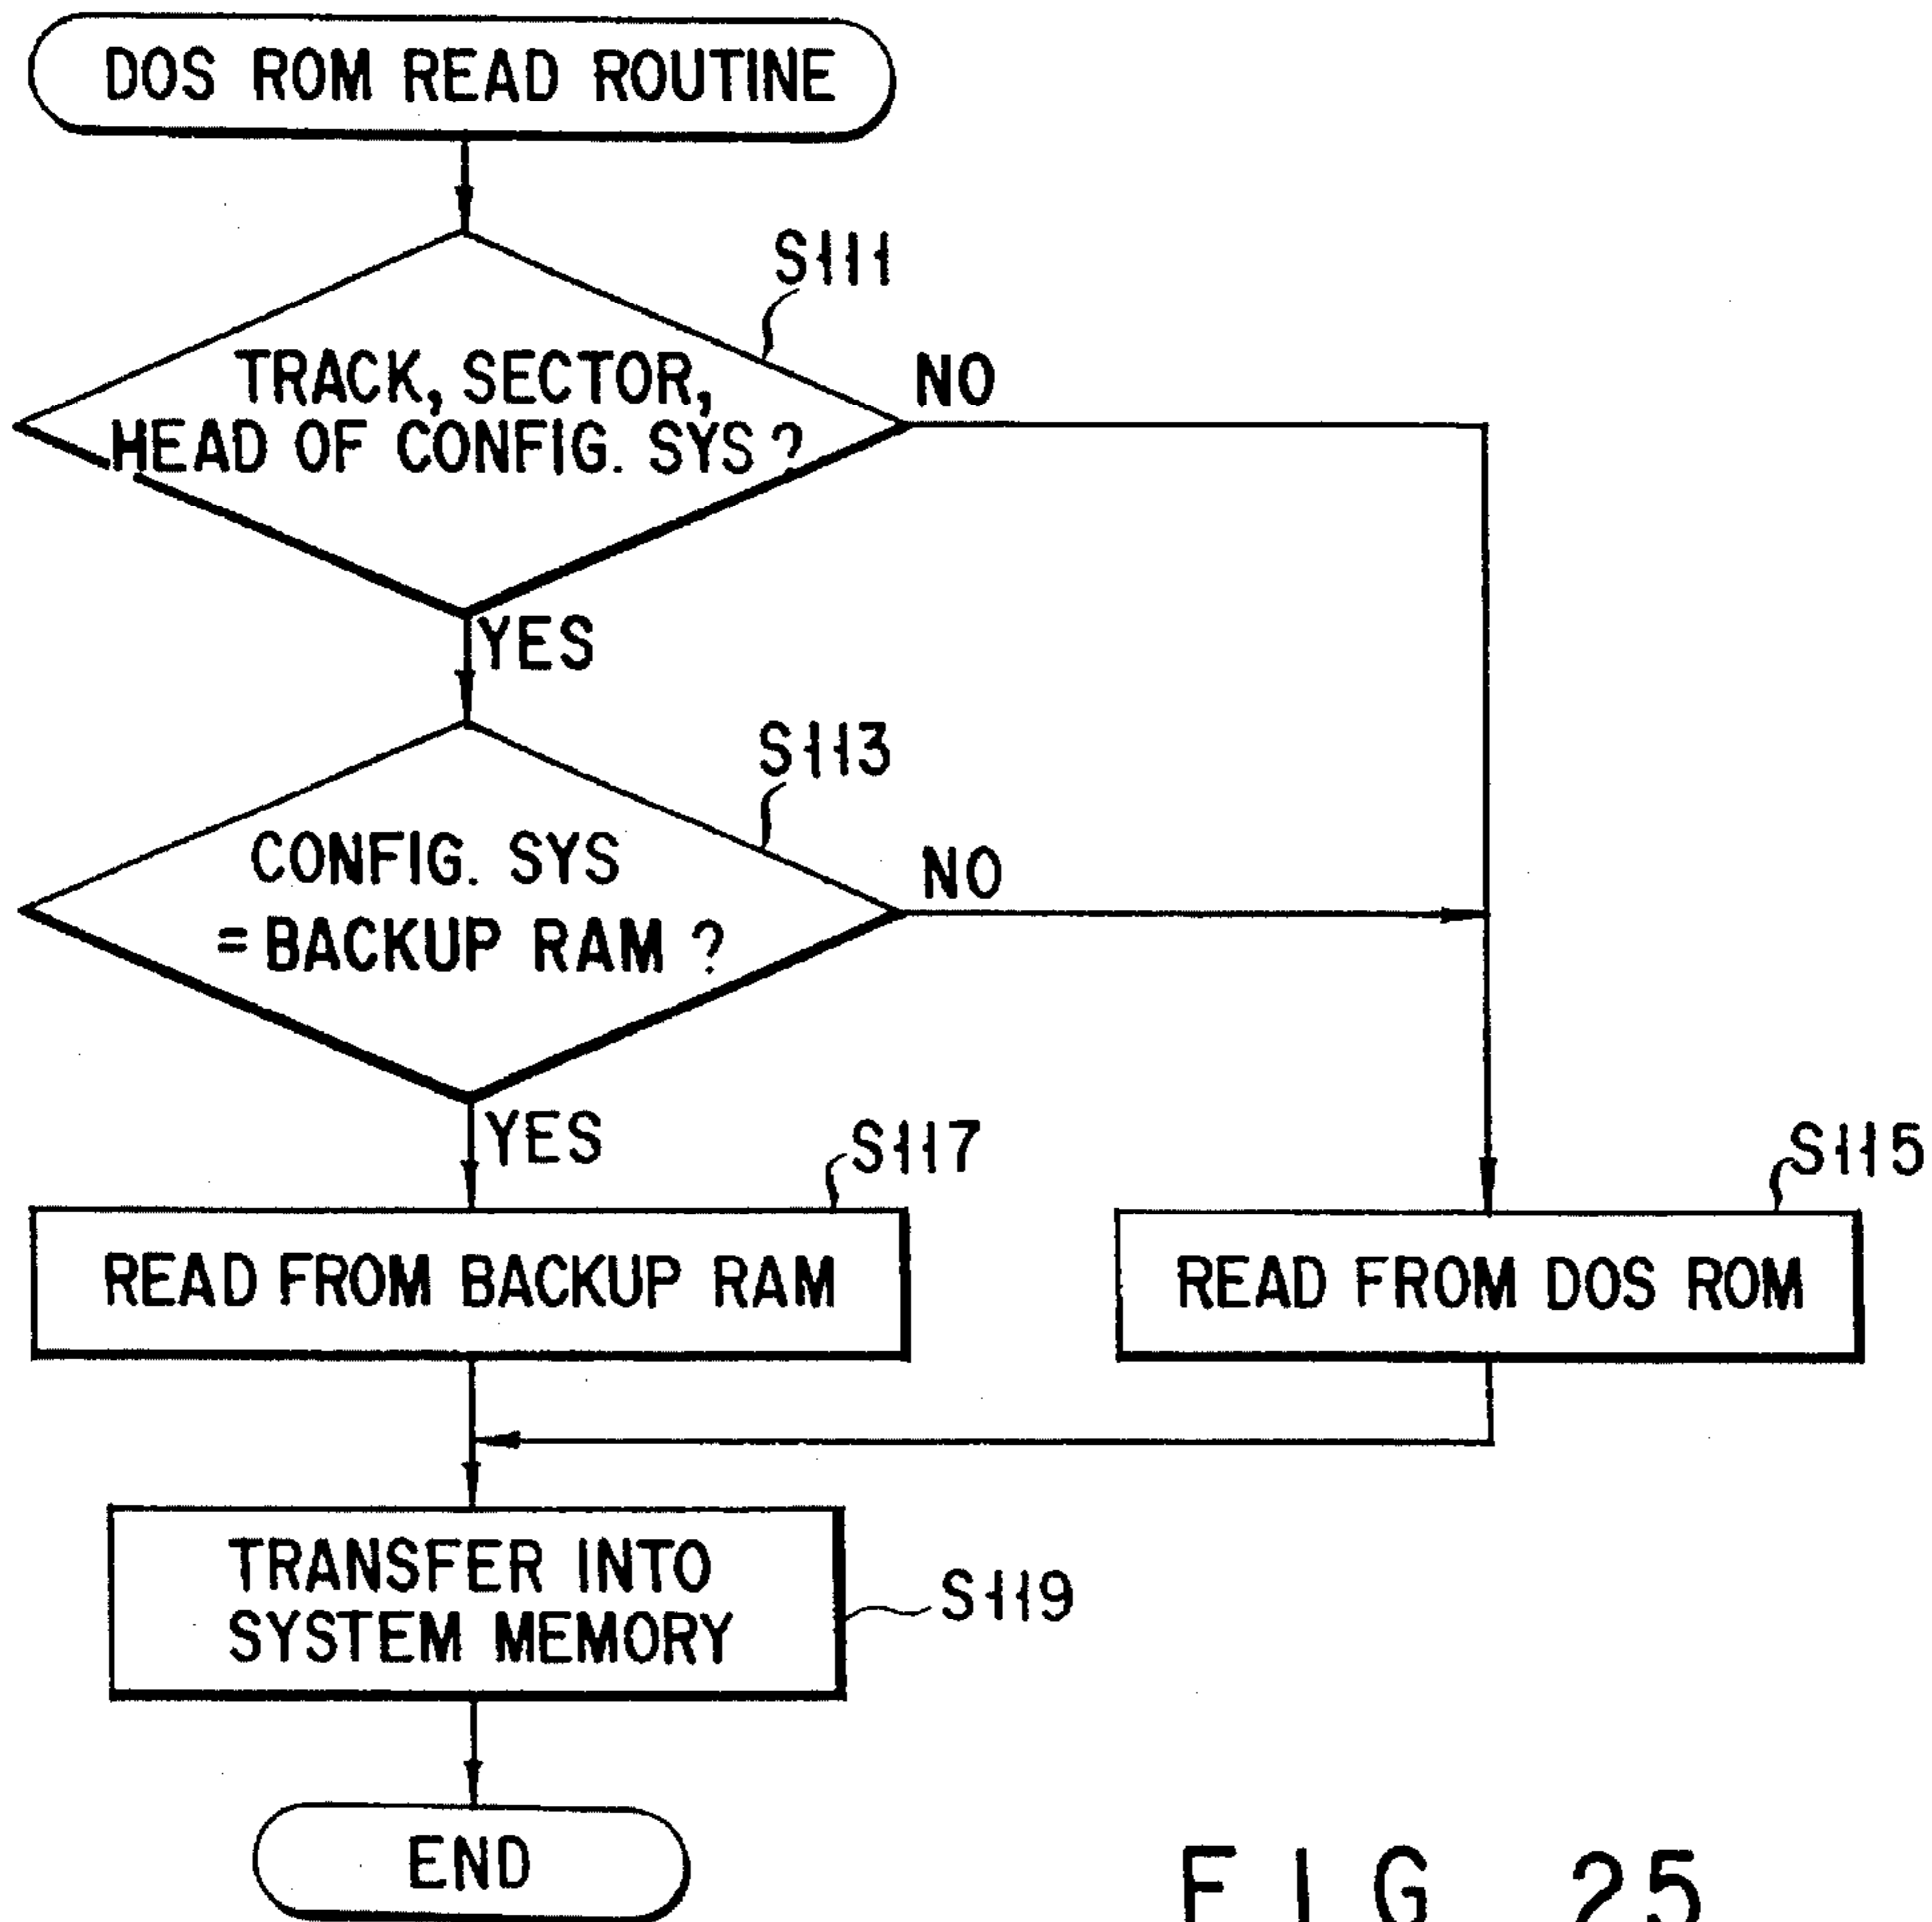 DOS ROM READ ROUTINE
S111
TRACK, SECTOR,
HEAD OF CONFIG. SYS ?
NO
YES
S113
CONFIG. SYS
= BACKUP RAM ?
NO
YES
S117
S115
READ FROM BACKUP RAM
READ FROM DOS ROM
TRANSFER INTO
SYSTEM MEMORY
S119
END
FIG 25